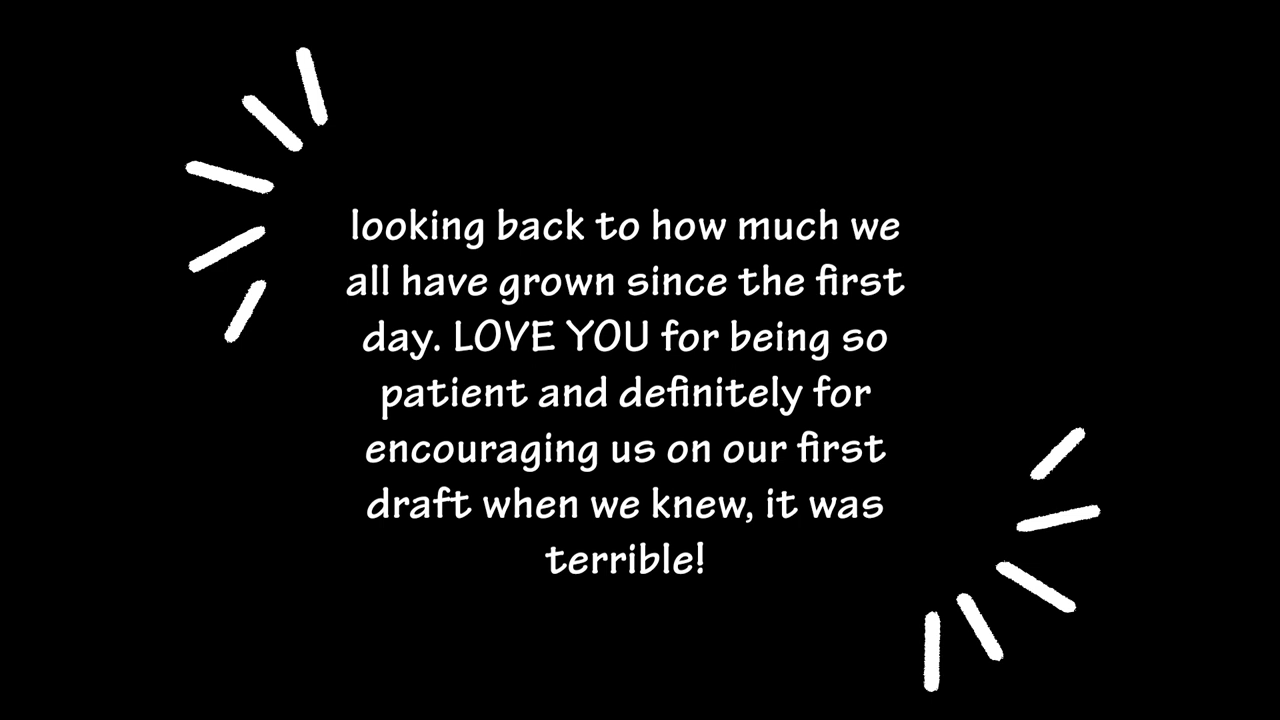 looking back to how much we
all have grown since the first
day. LOVE YOU for being so
patient and definitely for
encouraging us on our first
draft when we knew, it was
terrible!